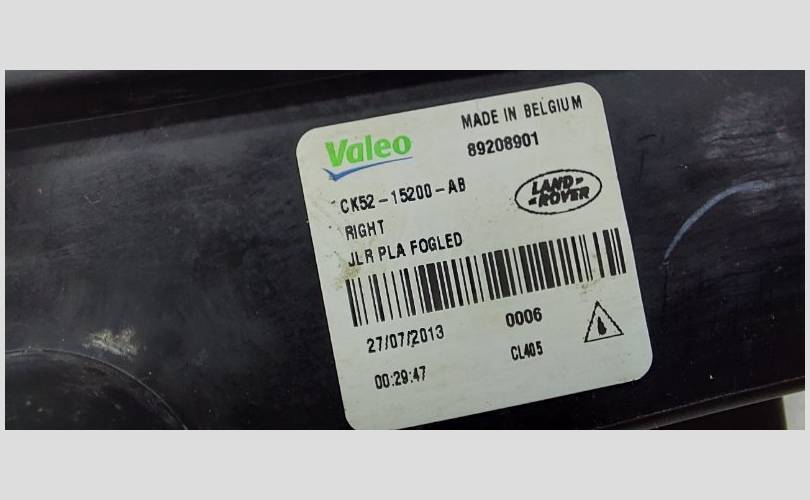 Valeo
MADE IN BELGIUM
89208901
CK52-15200-AB
LAND-
-ROVER
RIGHT
JLR PLA FOGLED
27/07/2013
0006
00:29:47
CL405